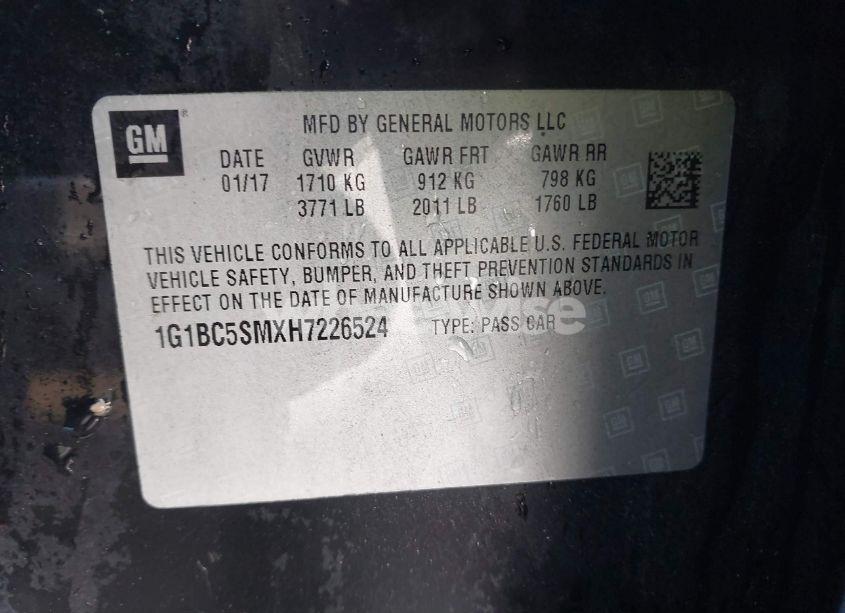 GM
MFD BY GENERAL MOTORS LLC
DATE GVWR GAWR FRT GAWR RR
01/17 1710 KG 912 KG 798 KG
3771 LB 2011 LB 1760 LB
THIS VEHICLE CONFORMS TO ALL APPLICABLE U.S. FEDERAL MOTOR
VEHICLE SAFETY, BUMPER, AND THEFT PREVENTION STANDARDS IN
EFFECT ON THE DATE OF MANUFACTURE SHOWN ABOVE.
1G1BC5SMXH7226524 TYPE: PASS CAR